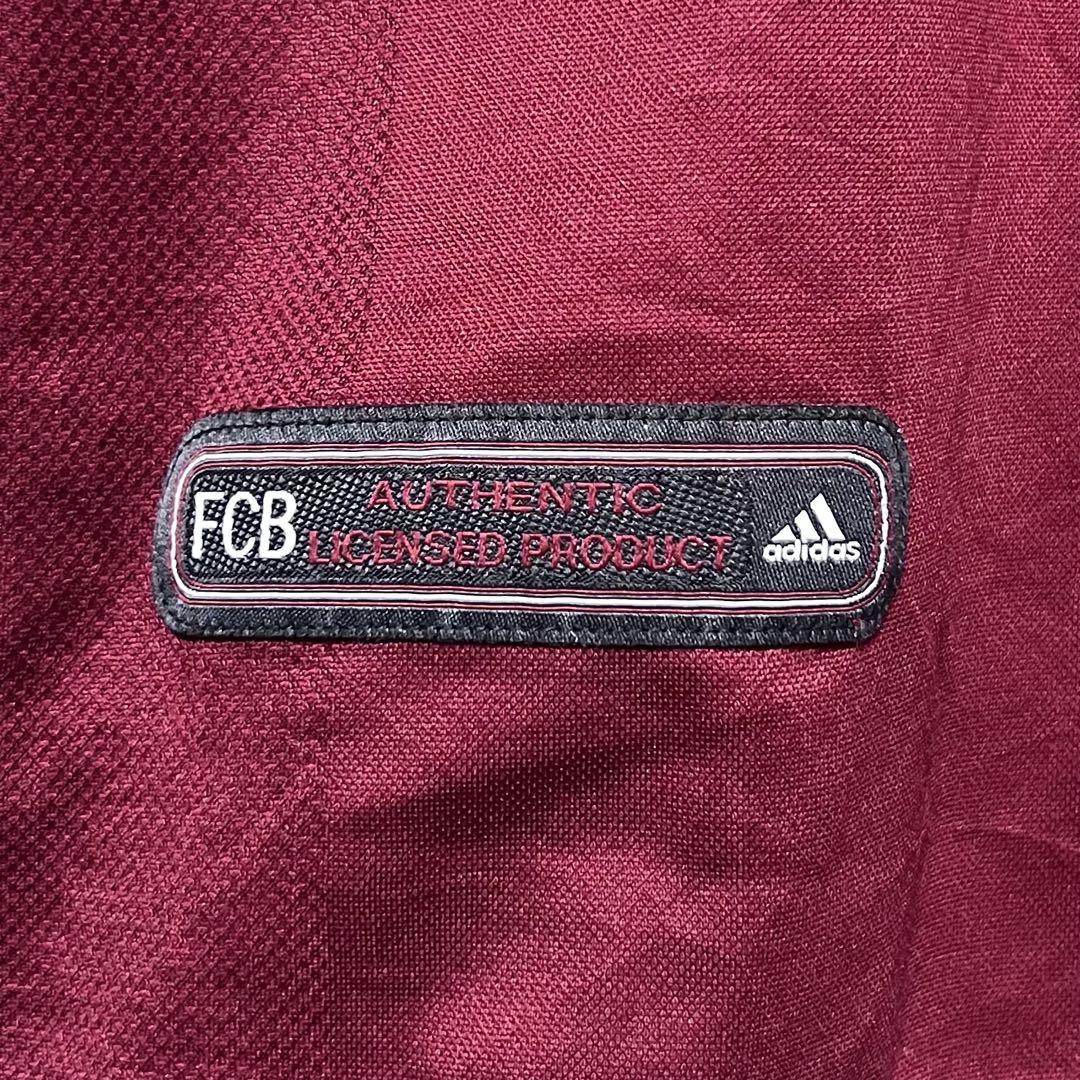 FCB
AUTHENTIC
LICENSED PRODUCT
adidas